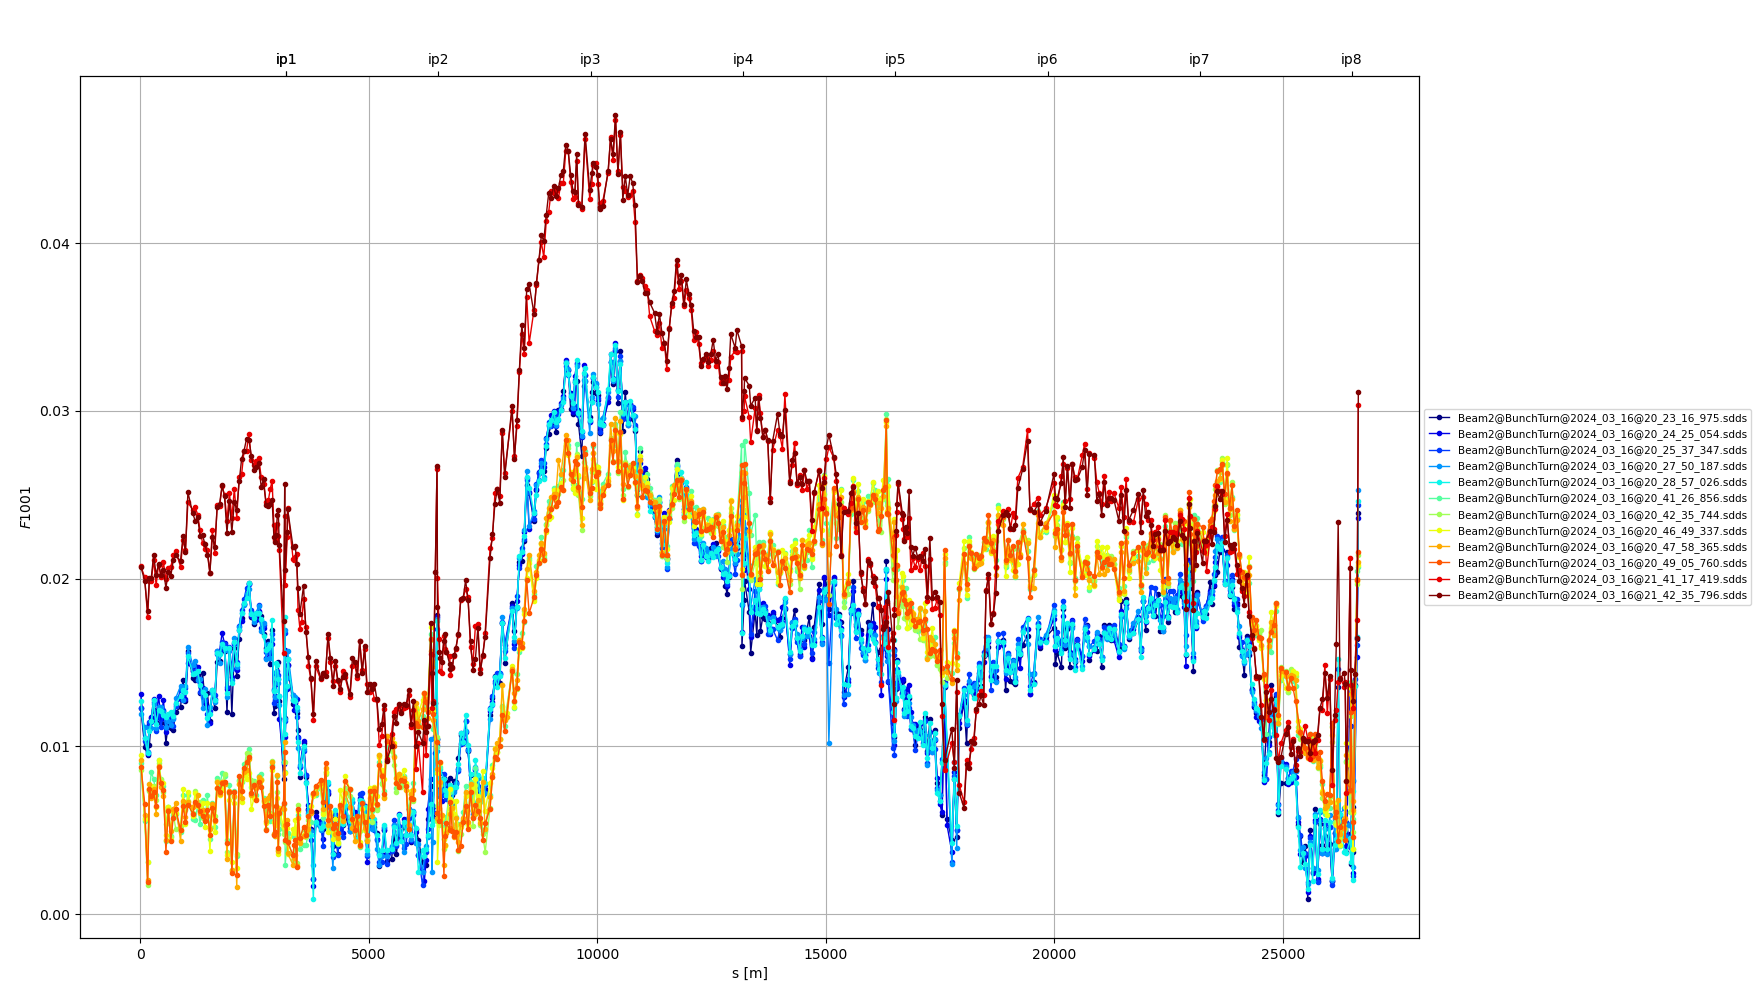 ip1 ip2 ip3 ip4 ip5 ip6 ip7 ip8
0.04
0.03
0.02
0.01
0.00
F1001
0 5000 10000 15000 20000 25000
s [m]
Beam2@BunchTurn@2024_03_16@20_23_16_975.sdds
Beam2@BunchTurn@2024_03_16@20_24_25_054.sdds
Beam2@BunchTurn@2024_03_16@20_25_37_347.sdds
Beam2@BunchTurn@2024_03_16@20_27_50_187.sdds
Beam2@BunchTurn@2024_03_16@20_28_57_026.sdds
Beam2@BunchTurn@2024_03_16@20_41_26_856.sdds
Beam2@BunchTurn@2024_03_16@20_42_35_744.sdds
Beam2@BunchTurn@2024_03_16@20_46_49_337.sdds
Beam2@BunchTurn@2024_03_16@20_47_58_365.sdds
Beam2@BunchTurn@2024_03_16@20_49_05_760.sdds
Beam2@BunchTurn@2024_03_16@21_41_17_419.sdds
Beam2@BunchTurn@2024_03_16@21_42_35_796.sdds